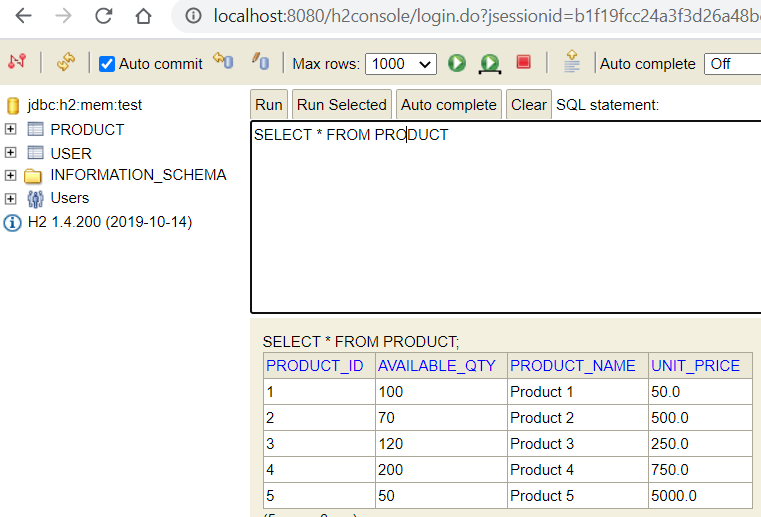 localhost:8080/h2console/login.do?jsessionid=b1f19fcc24a3f3d26a48b
Auto commit Max rows: 1000 Auto complete Off
jdbc:h2:mem:test
PRODUCT
USER
INFORMATION_SCHEMA
Users
H2 1.4.200 (2019-10-14)
Run Run Selected Auto complete Clear SQL statement:
SELECT * FROM PRODUCT
SELECT * FROM PRODUCT;
PRODUCT_ID AVAILABLE_QTY PRODUCT_NAME UNIT_PRICE
1 100 Product 1 50.0
2 70 Product 2 500.0
3 120 Product 3 250.0
4 200 Product 4 750.0
5 50 Product 5 5000.0